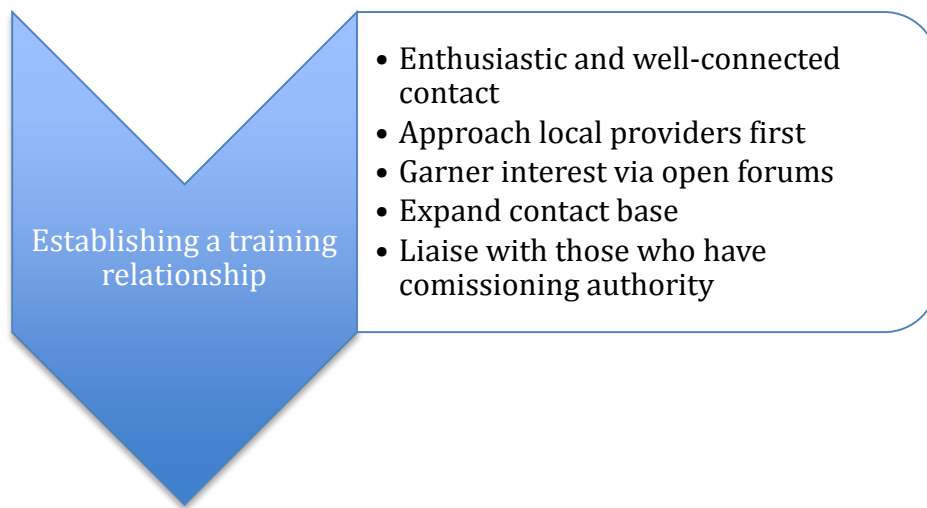 Establishing a training
relationship
• Enthusiastic and well-connected
contact
• Approach local providers first
• Garner interest via open forums
• Expand contact base
• Liaise with those who have
comissioning authority